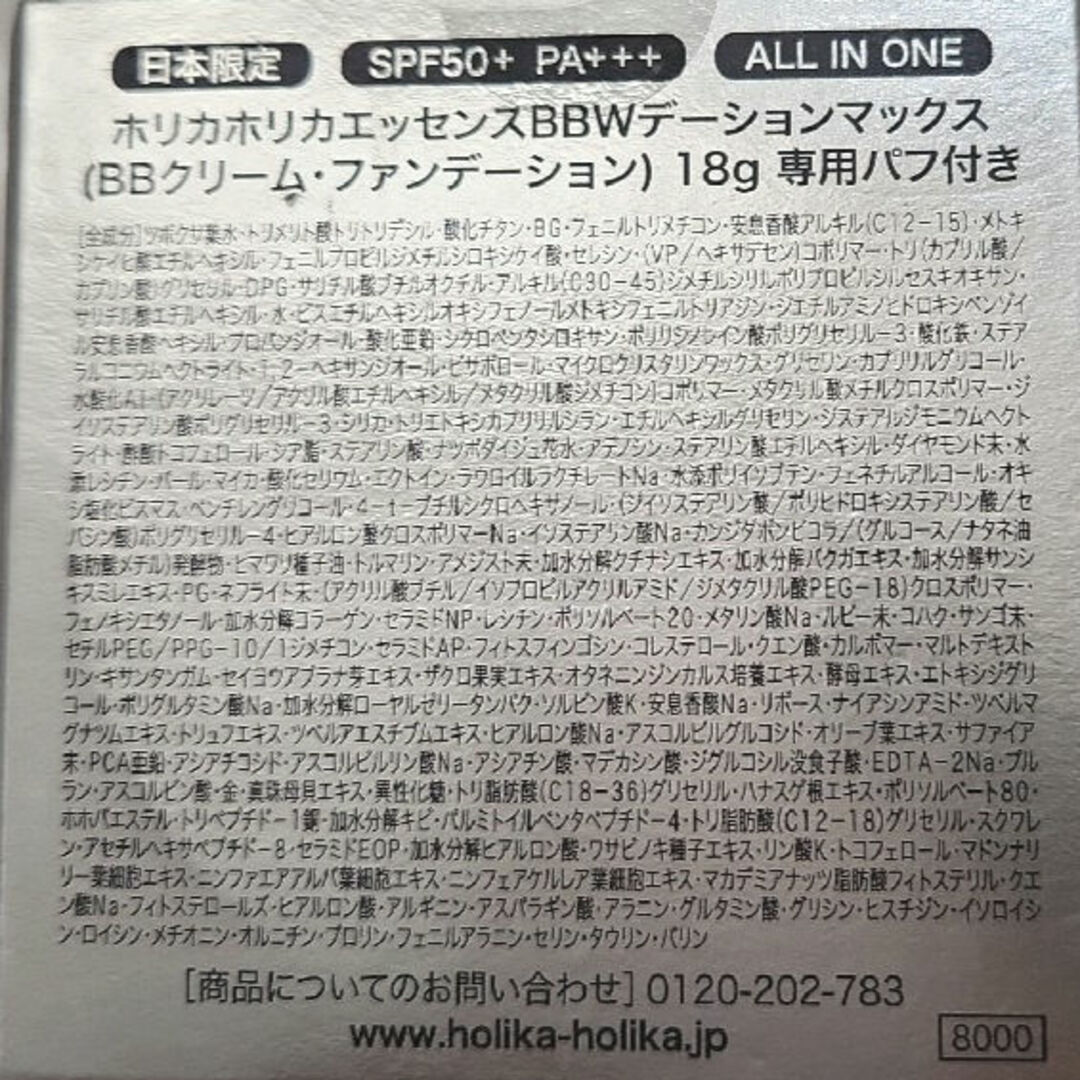 日本限定 SPF50+ PA+++ ALL IN ONE
ホリカホリカエッセンスBBWデーションマックス
(BBクリーム・ファンデーション) 18g 専用パフ付き
[全成分]ツボクサ葉水・トリメリト酸トリトリデシル・酸化チタン・BG・フェニルトリメチコン・安息香酸アルキル(C12-15)・メトキ
シケイヒ酸エチルヘキシル・フェニルプロピルジメチルシロキシケイ酸・セレシン・(VP/ヘキサデセン)コポリマー・トリ(カプリル酸/
カプリン酸)グリセリル・DPG・サリチル酸ブチルオクチル・アルキル(C30-45)ジメチルシリルポリプロピルシルセスキオキサン・
サリチル酸エチルヘキシル・水・ビスエチルヘキシルオキシフェノールメトキシフェニルトリアジン・ジエチルアミノヒドロキシベンゾイ
ル安息香酸ヘキシル・プロパンジオール・酸化亜鉛・シクロペンタシロキサン・ポリリシノレイン酸ポリグリセリル-3・酸化鉄・ステア
ラルコニウムヘクトライト・1,2-ヘキサンジオール・ビサボロール・マイクロクリスタリンワックス・グリセリン・カプリリルグリコール・
水酸化Al・(アクリレーツ/アクリル酸エチルヘキシル/メタクリル酸ジメチコン)コポリマー・メタクリル酸メチルクロスポリマー・ジ
イソステアリン酸ポリグリセリル-3・シリカ・トリエトキシカプリリルシラン・エチルヘキシルグリセリン・ジステアルジモニウムヘクト
ライト・酢酸トコフェロール・シア脂・ステアリン酸・ナツボダイジュ花水・アデノシン・ステアリン酸エチルヘキシル・ダイヤモンド末・水
添レシチン・パール・マイカ・酸化セリウム・エクトイン・ラウロイルラクチレートNa・水添ポリイソブテン・フェネチルアルコール・オキ
シ塩化ビスマス・ペンチレングリコール・4-t-ブチルシクロヘキサノール・(ジイソステアリン酸/ポリヒドロキシステアリン酸/セ
バシン酸)ポリグリセリル-4・ヒアルロン酸クロスポリマーNa・イソステアリン酸Na・カンジダボンビコラ/(グルコース/ナタネ油
脂肪酸メチル)発酵物・ヒマワリ種子油・トルマリン・アメジスト末・加水分解クチナシエキス・加水分解バクガエキス・加水分解サンシ
キスミレエキス・PG・ネフライト末・(アクリル酸ブチル/イソプロピルアクリルアミド/ジメタクリル酸PEG-18)クロスポリマー・
フェノキシエタノール・加水分解コラーゲン・セラミドNP・レシチン・ポリソルベート20・メタリン酸Na・ルビー末・コハク・サンゴ末・
セテルPEG/PPG-10/1ジメチコン・セラミドAP・フィトスフィンゴシン・コレステロール・クエン酸・カルボマー・マルトデキスト
リン・キサンタンガム・セイヨウアブラナ芽エキス・ザクロ果実エキス・オタネニンジンカルス培養エキス・酵母エキス・エトキシジグリ
コール・ポリグルタミン酸Na・加水分解ローヤルゼリータンパク・ソルビン酸K・安息香酸Na・リボース・ナイアシンアミド・ツベルマ
グナツムエキス・トリュフエキス・ツベルアエスチブムエキス・ヒアルロン酸Na・アスコルビルグルコシド・オリーブ葉エキス・サファイア
末・PCA亜鉛・アシアチコシド・アスコルビルリン酸Na・アシアチン酸・マデカシン酸・ジグルコシル没食子酸・EDTA-2Na・プル
ラン・アスコルビン酸・金・真珠母貝エキス・異性化糖・トリ脂肪酸(C18-36)グリセリル・ハナスゲ根エキス・ポリソルベート80・
ホホバエステル・トリペプチド-1銅・加水分解キビ・パルミトイルペンタペプチド-4・トリ脂肪酸(C12-18)グリセリル・スクワレ
ン・アセチルヘキサペプチド-8・セラミドEOP・加水分解ヒアルロン酸・ワサビノキ種子エキス・リン酸K・トコフェロール・マドンナリ
リー葉細胞エキス・ニンファエアアルバ葉細胞エキス・ニンフェアケルレア葉細胞エキス・マカデミアナッツ脂肪酸フィトステリル・クエ
ン酸Na・フィトステロールズ・ヒアルロン酸・アルギニン・アスパラギン酸・アラニン・グルタミン酸・グリシン・ヒスチジン・イソロイシ
ン・ロイシン・メチオニン・オルニチン・プロリン・フェニルアラニン・セリン・タウリン・バリン
[商品についてのお問い合わせ] 0120-202-783
www.holika-holika.jp
8000